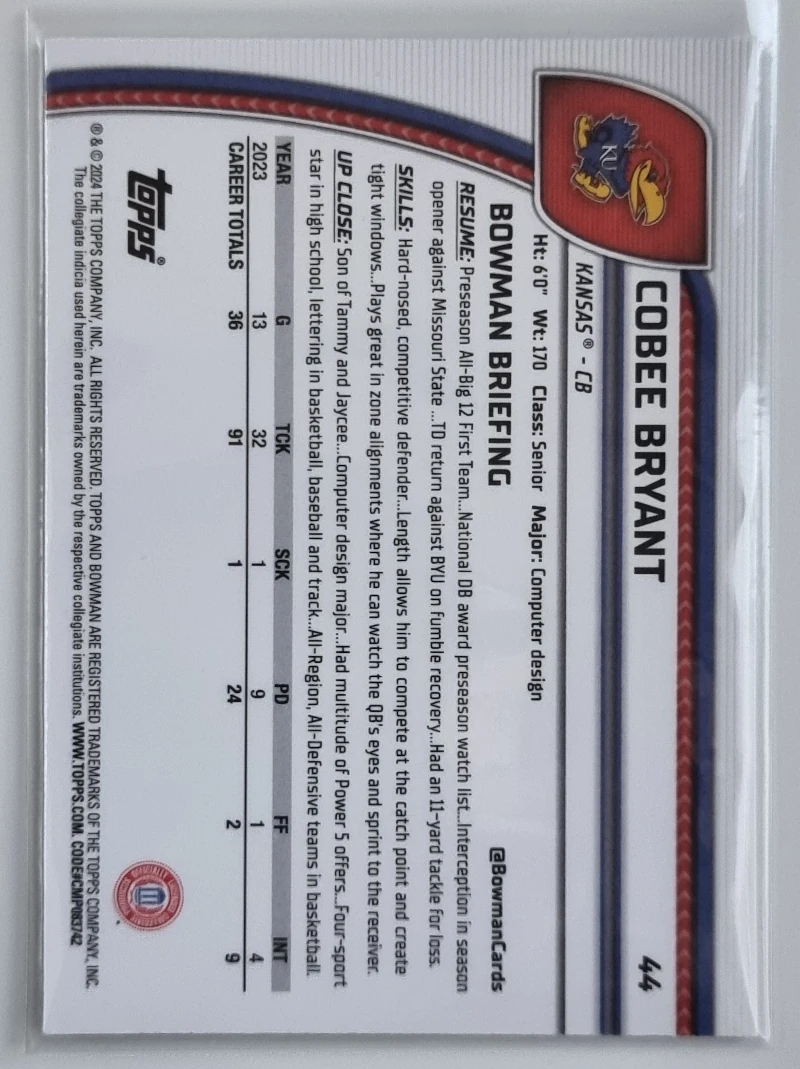 COBEE BRYANT 44
KANSAS® - CB
KU
Ht: 6'0" Wt: 170 Class: Senior Major: Computer design
BOWMAN BRIEFING @BowmanCards
RESUME: Preseason All-Big 12 First Team...National DB award preseason watch list...Interception in season
opener against Missouri State ...TD return against BYU on fumble recovery...Had an 11-yard tackle for loss.
SKILLS: Hard-nosed, competitive defender...Length allows him to compete at the catch point and create
tight windows...Plays great in zone alignments where he can watch the QB's eyes and sprint to the receiver.
UP CLOSE: Son of Tammy and Jaycee...Computer design major...Had multitude of Power 5 offers...Four-sport
star in high school, lettering in basketball, baseball and track...All-Region, All-Defensive teams in basketball.
YEAR G TCK SCK PD FF INT
2023 13 32 1 9 1 4
CAREER TOTALS 36 91 1 24 2 9
topps®
® & © 2024 THE TOPPS COMPANY, INC. ALL RIGHTS RESERVED. TOPPS AND BOWMAN ARE REGISTERED TRADEMARKS OF THE TOPPS COMPANY, INC.
The collegiate indicia used herein are trademarks owned by the respective collegiate institutions. WWW.TOPPS.COM. CODE#CMP083742